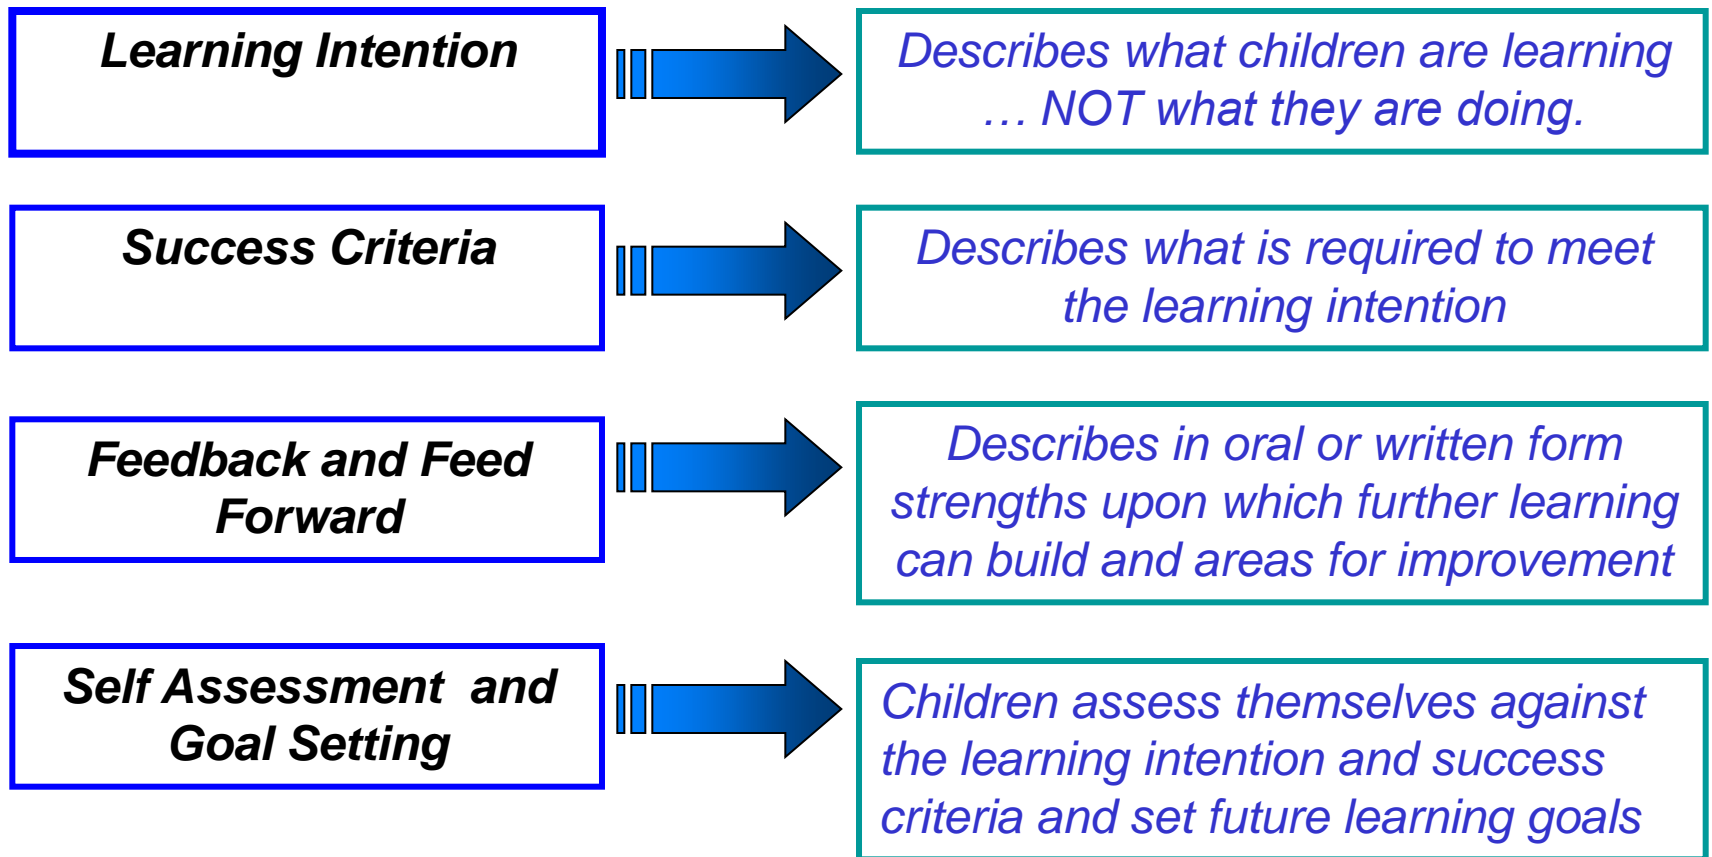 Learning Intention
Describes what children are learning
… NOT what they are doing.
Success Criteria
Describes what is required to meet
the learning intention
Feedback and Feed
Forward
Describes in oral or written form
strengths upon which further learning
can build and areas for improvement
Self Assessment  and
Goal Setting
Children assess themselves against
the learning intention and success
criteria and set future learning goals